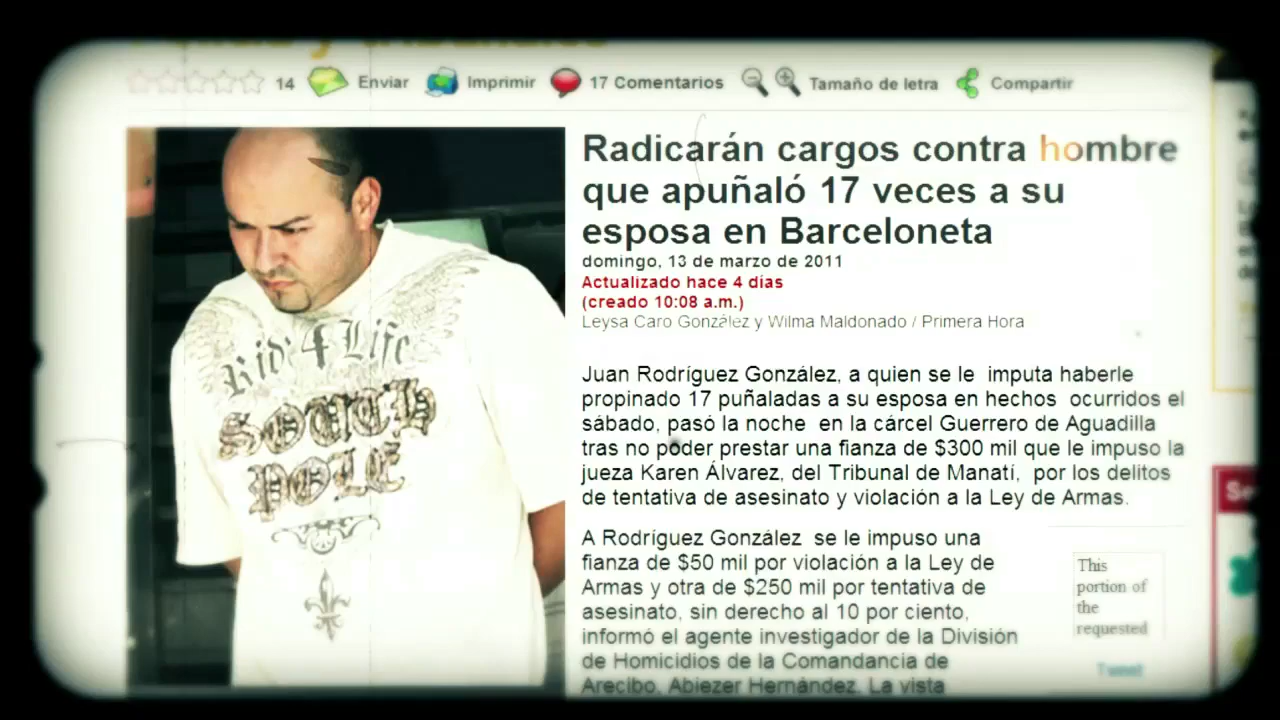 14 Enviar Imprimir 17 Comentarios Tamaño de letra Compartir
Radicarán cargos contra hombre
que apuñaló 17 veces a su
esposa en Barceloneta
domingo, 13 de marzo de 2011
Actualizado hace 4 días
(creado 10:08 a.m.)
Leysa Caro González y Wilma Maldonado / Primera Hora
Juan Rodríguez González, a quien se le imputa haberle
propinado 17 puñaladas a su esposa en hechos ocurridos el
sábado, pasó la noche en la cárcel Guerrero de Aguadilla
tras no poder prestar una fianza de $300 mil que le impuso la
jueza Karen Álvarez, del Tribunal de Manatí, por los delitos
de tentativa de asesinato y violación a la Ley de Armas.
A Rodríguez González se le impuso una
fianza de $50 mil por violación a la Ley de
Armas y otra de $250 mil por tentativa de
asesinato, sin derecho al 10 por ciento,
informó el agente investigador de la División
de Homicidios de la Comandancia de
Arecibo, Abiezer Hernández. La vista
This
portion of
the
requested
Tweet
Ride 4 Life
SOUTH
POLE